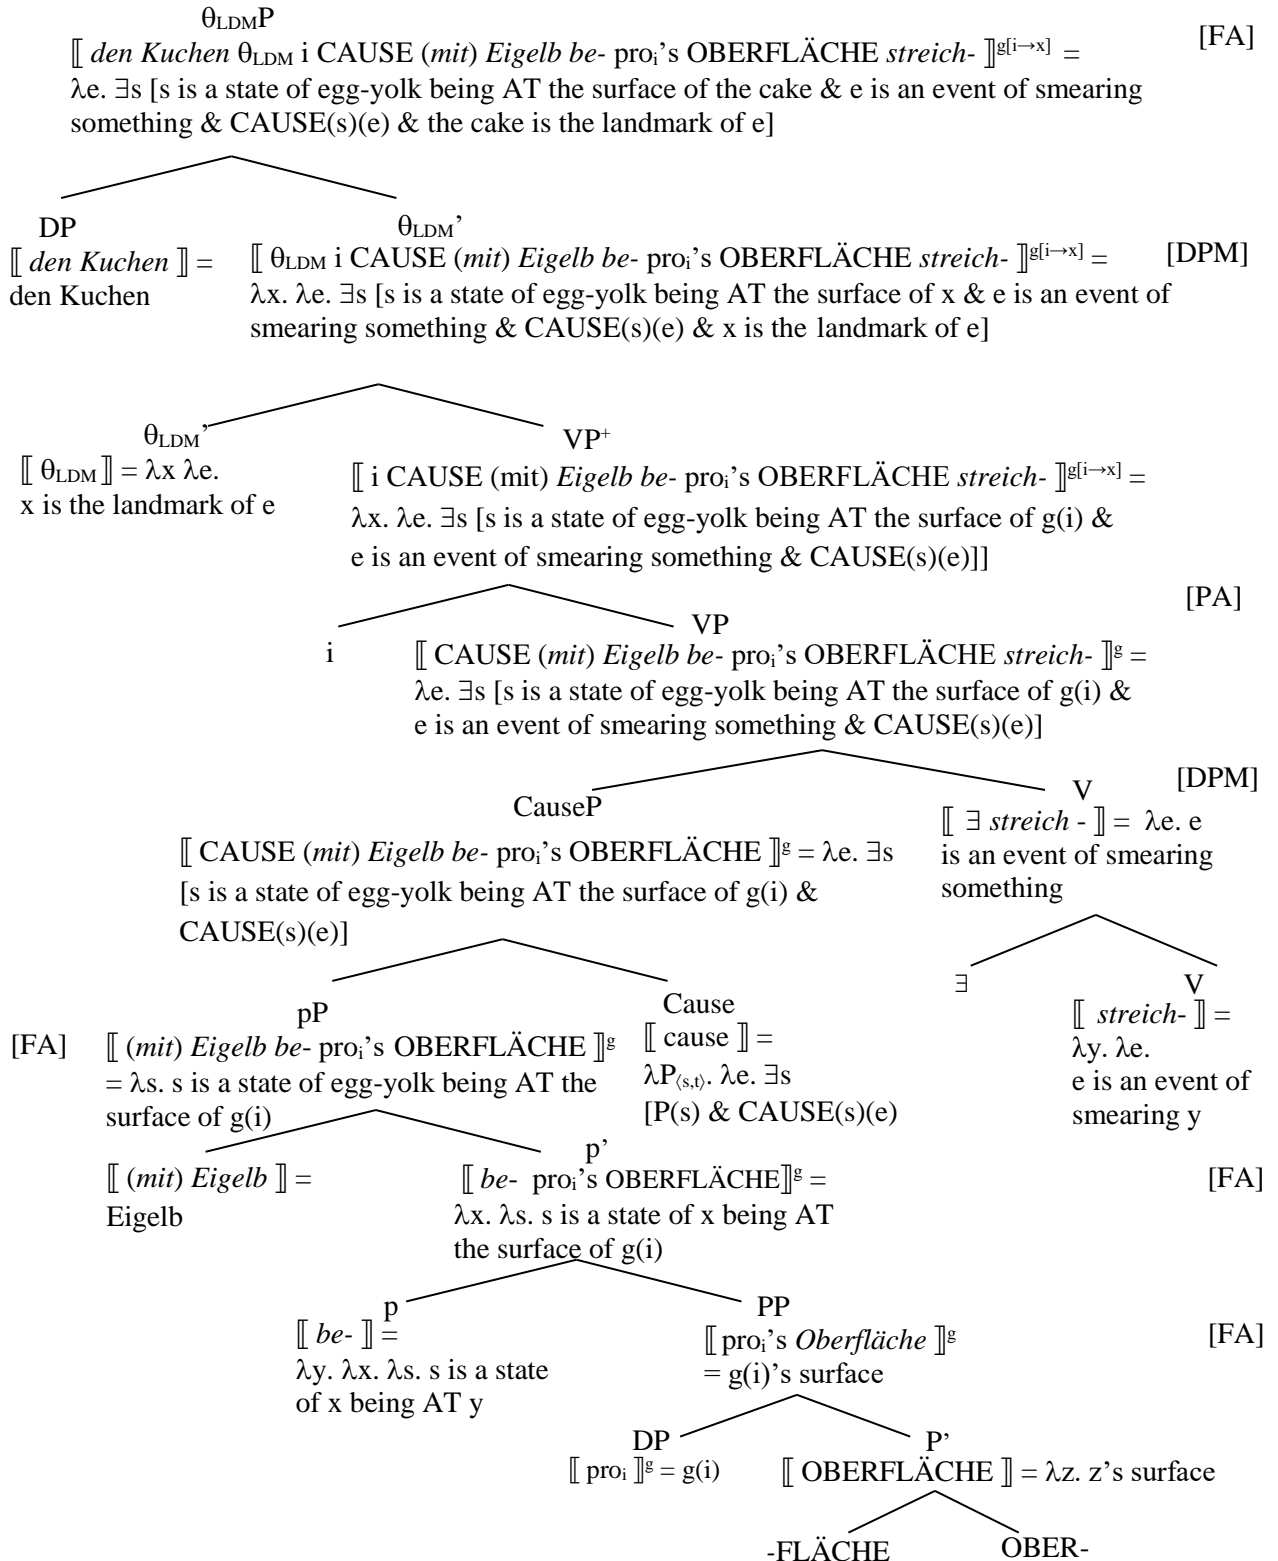 θLDMP
[FA]
⟦ den Kuchen θLDM i CAUSE (mit) Eigelb be- proi's OBERFLÄCHE streich- ⟧g[i→x] =
λe. ∃s [s is a state of egg-yolk being AT the surface of the cake & e is an event of smearing
something & CAUSE(s)(e) & the cake is the landmark of e]
DP
⟦ den Kuchen ⟧ =
den Kuchen
θLDM’
⟦ θLDM i CAUSE (mit) Eigelb be- proi's OBERFLÄCHE streich- ⟧g[i→x] =
[DPM]
λx. λe. ∃s [s is a state of egg-yolk being AT the surface of x & e is an event of
smearing something & CAUSE(s)(e) & x is the landmark of e]
θLDM’
⟦ θLDM ⟧ = λx λe.
x is the landmark of e
VP+
⟦ i CAUSE (mit) Eigelb be- proi's OBERFLÄCHE streich- ⟧g[i→x] =
λx. λe. ∃s [s is a state of egg-yolk being AT the surface of g(i) &
e is an event of smearing something & CAUSE(s)(e)]]
[PA]
i
VP
⟦ CAUSE (mit) Eigelb be- proi's OBERFLÄCHE streich- ⟧g =
λe. ∃s [s is a state of egg-yolk being AT the surface of g(i) &
e is an event of smearing something & CAUSE(s)(e)]
[DPM]
CauseP
⟦ CAUSE (mit) Eigelb be- proi's OBERFLÄCHE ⟧g = λe. ∃s
[s is a state of egg-yolk being AT the surface of g(i) &
CAUSE(s)(e)]
V
⟦ ∃ streich - ⟧ = λe. e
is an event of smearing
something
[FA]
pP
⟦ (mit) Eigelb be- proi's OBERFLÄCHE ⟧g
= λs. s is a state of egg-yolk being AT the
surface of g(i)
Cause
⟦ cause ⟧ =
λP⟨s,t⟩. λe. ∃s
[P(s) & CAUSE(s)(e)
∃
V
⟦ streich- ⟧ =
λy. λe.
e is an event of
smearing y
⟦ (mit) Eigelb ⟧ =
Eigelb
p’
⟦ be- proi's OBERFLÄCHE⟧g =
λx. λs. s is a state of x being AT
the surface of g(i)
[FA]
p
⟦ be- ⟧ =
λy. λx. λs. s is a state
of x being AT y
PP
⟦ proi's Oberfläche ⟧g
= g(i)'s surface
[FA]
DP
⟦ proi ⟧g = g(i)
P’
⟦ OBERFLÄCHE ⟧ = λz. z's surface
-FLÄCHE
OBER-